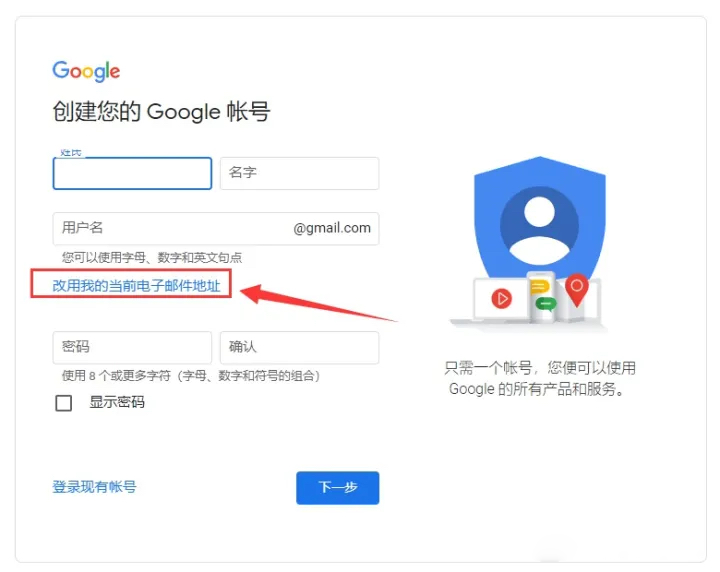 Google
创建您的 Google 帐号
姓氏
名字
用户名
@gmail.com
您可以使用字母、数字和英文句点
改用我的当前电子邮件地址
密码
确认
使用 8 个或更多字符（字母、数字和符号的组合）
显示密码
只需一个帐号，您便可以使用
Google 的所有产品和服务。
登录现有帐号
下一步